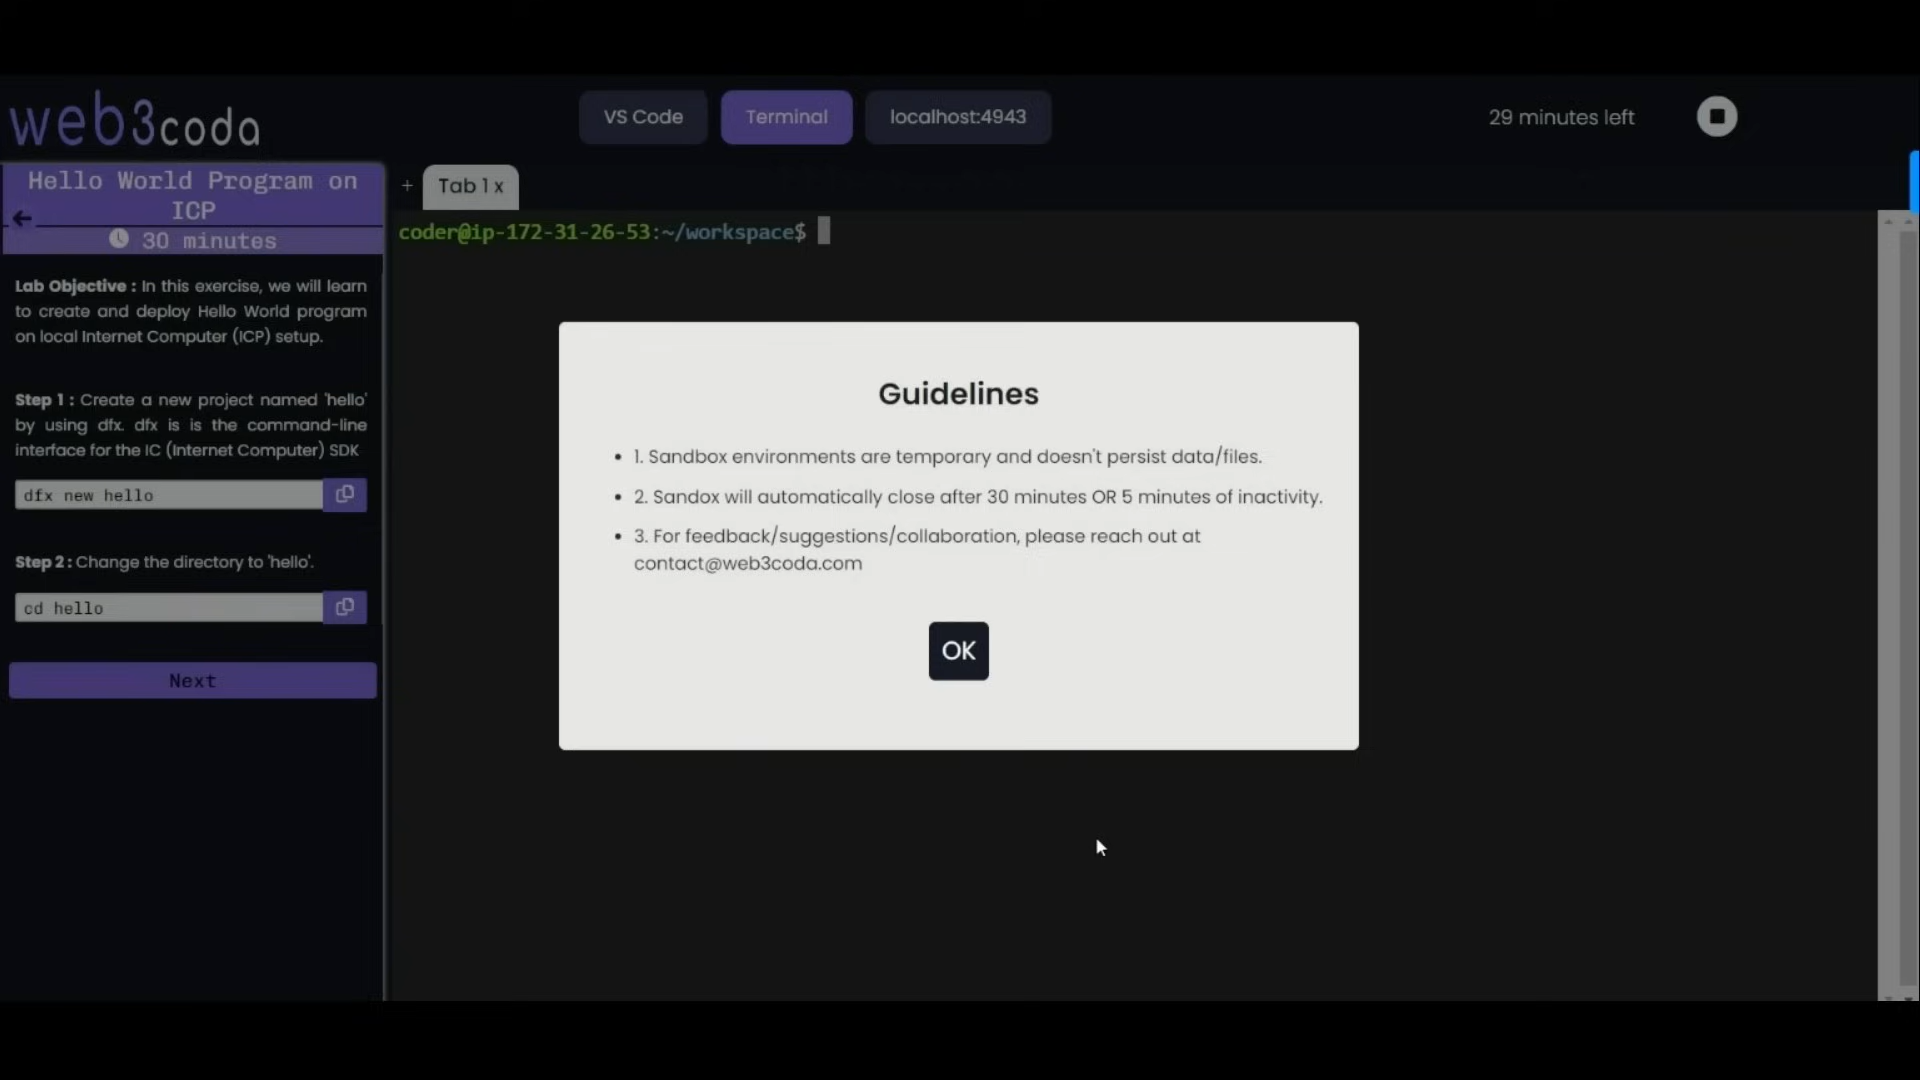 web3coda
VS Code
Terminal
localhost:4943
29 minutes left
Hello World Program on
ICP
30 minutes
Lab Objective : In this exercise, we will learn
to create and deploy Hello World program
on local Internet Computer (ICP) setup.
Step 1 : Create a new project named 'hello'
by using dfx. dfx is is the command-line
interface for the IC (Internet Computer) SDK
dfx new hello
Step 2 : Change the directory to 'hello'.
cd hello
Next
+ Tab 1 x
coder@ip-172-31-26-53:~/workspace$
Guidelines
• 1. Sandbox environments are temporary and doesn't persist data/files.
• 2. Sandox will automatically close after 30 minutes OR 5 minutes of inactivity.
• 3. For feedback/suggestions/collaboration, please reach out at
contact@web3coda.com
OK